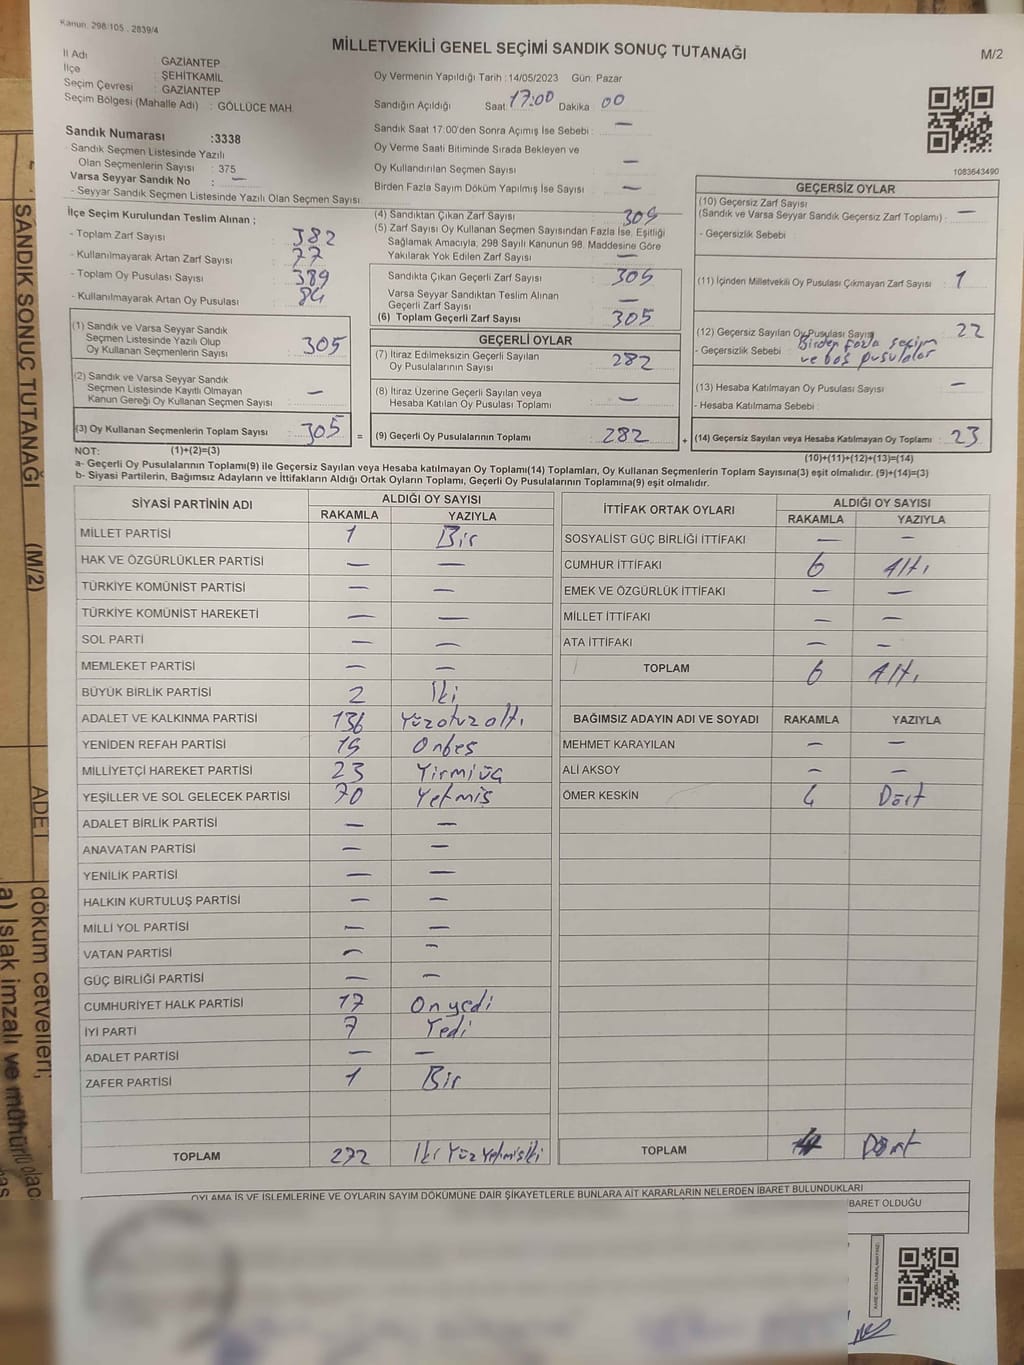 Kanun: 298/105 . 2839/4
MİLLETVEKİLİ GENEL SEÇİMİ SANDIK SONUÇ TUTANAĞI
M/2
İl Adı : GAZİANTEP
İlçe : ŞEHİTKAMİL
Seçim Çevresi : GAZİANTEP
Seçim Bölgesi (Mahalle Adı) : GÖLLÜCE MAH.
Sandık Numarası :3338
- Sandık Seçmen Listesinde Yazılı
Olan Seçmenlerin Sayısı : 375
Varsa Seyyar Sandık No : —
- Seyyar Sandık Seçmen Listesinde Yazılı Olan Seçmen Sayısı
Oy Vermenin Yapıldığı Tarih : 14/05/2023 Gün: Pazar
Sandığın Açıldığı Saat 17:00 Dakika 00
Sandık Saat 17:00'den Sonra Açımış İse Sebebi : —
Oy Verme Saati Bitiminde Sırada Bekleyen ve
Oy Kullandırılan Seçmen Sayısı —
Birden Fazla Sayım Döküm Yapılmış İse Sayısı —
1083643490
İlçe Seçim Kurulundan Teslim Alınan ;
- Toplam Zarf Sayısı : 382
- Kullanılmayarak Artan Zarf Sayısı : 77
- Toplam Oy Pusulası Sayısı : 389
- Kullanılmayarak Artan Oy Pusulası : 84
(1) Sandık ve Varsa Seyyar Sandık
Seçmen Listesinde Yazılı Olup
Oy Kullanan Seçmenlerin Sayısı : 305
(2) Sandık ve Varsa Seyyar Sandık
Seçmen Listesinde Kayıtlı Olmayan
Kanun Gereği Oy Kullanan Seçmen Sayısı : —
(3) Oy Kullanan Seçmenlerin Toplam Sayısı : 305
(4) Sandıktan Çıkan Zarf Sayısı : 305
(5) Zarf Sayısı Oy Kullanan Seçmen Sayısından Fazla İse, Eşitliği
Sağlamak Amacıyla, 298 Sayılı Kanunun 98. Maddesine Göre
Yakılarak Yok Edilen Zarf Sayısı : —
Sandıkta Çıkan Geçerli Zarf Sayısı : 305
Varsa Seyyar Sandıktan Teslim Alınan
Geçerli Zarf Sayısı : —
(6) Toplam Geçerli Zarf Sayısı : 305
GEÇERLİ OYLAR
(7) İtiraz Edilmeksizin Geçerli Sayılan
Oy Pusulalarının Sayısı : 282
(8) İtiraz Üzerine Geçerli Sayılan veya
Hesaba Katılan Oy Pusulası Toplamı : —
= (9) Geçerli Oy Pusulalarının Toplamı : 282
GEÇERSİZ OYLAR
(10) Geçersiz Zarf Sayısı
(Sandık ve Varsa Seyyar Sandık Geçersiz Zarf Toplamı) : —
- Geçersizlik Sebebi :
(11) İçinden Milletvekili Oy Pusulası Çıkmayan Zarf Sayısı : 1
(12) Geçersiz Sayılan Oy Pusulası Sayısı 22
- Geçersizlik Sebebi Birden fazla seçim
ve boş pusulalar
(13) Hesaba Katılmayan Oy Pusulası Sayısı : —
- Hesaba Katılmama Sebebi :
+ (14) Geçersiz Sayılan veya Hesaba Katılmayan Oy Toplamı : 23
NOT: (1)+(2)=(3)
(10)+(11)+(12)+(13)=(14)
a- Geçerli Oy Pusulalarının Toplamı(9) ile Geçersiz Sayılan veya Hesaba katılmayan Oy Toplamı(14) Toplamları, Oy Kullanan Seçmenlerin Toplam Sayısına(3) eşit olmalıdır. (9)+(14)=(3)
b- Siyasi Partilerin, Bağımsız Adayların ve İttifakların Aldığı Ortak Oyların Toplamı, Geçerli Oy Pusulalarının Toplamına(9) eşit olmalıdır.
SİYASİ PARTİNİN ADI ALDIĞI OY SAYISI
RAKAMLA YAZIYLA
MİLLET PARTİSİ 1 Bir
HAK VE ÖZGÜRLÜKLER PARTİSİ — —
TÜRKİYE KOMÜNİST PARTİSİ — —
TÜRKİYE KOMÜNİST HAREKETİ — —
SOL PARTİ — —
MEMLEKET PARTİSİ — —
BÜYÜK BİRLİK PARTİSİ 2 İki
ADALET VE KALKINMA PARTİSİ 136 Yüzotuzaltı
YENİDEN REFAH PARTİSİ 15 Onbeş
MİLLİYETÇİ HAREKET PARTİSİ 23 Yirmiüç
YEŞİLLER VE SOL GELECEK PARTİSİ 70 Yetmiş
ADALET BİRLİK PARTİSİ — —
ANAVATAN PARTİSİ — —
YENİLİK PARTİSİ — —
HALKIN KURTULUŞ PARTİSİ — —
MİLLİ YOL PARTİSİ — —
VATAN PARTİSİ — —
GÜÇ BİRLİĞİ PARTİSİ — —
CUMHURİYET HALK PARTİSİ 17 Onyedi
İYİ PARTİ 7 Yedi
ADALET PARTİSİ — —
ZAFER PARTİSİ 1 Bir
TOPLAM 272 İki Yüz Yetmişiki
İTTİFAK ORTAK OYLARI ALDIĞI OY SAYISI
RAKAMLA YAZIYLA
SOSYALİST GÜÇ BİRLİĞİ İTTİFAKI — —
CUMHUR İTTİFAKI 6 Altı
EMEK VE ÖZGÜRLÜK İTTİFAKI — —
MİLLET İTTİFAKI — —
ATA İTTİFAKI — —
TOPLAM 6 Altı
BAĞIMSIZ ADAYIN ADI VE SOYADI RAKAMLA YAZIYLA
MEHMET KARAYILAN — —
ALİ AKSOY — —
ÖMER KESKİN 4 Dört
TOPLAM 4 Dört
OYLAMA İŞ VE İŞLEMLERİNE VE OYLARIN SAYIM DÖKÜMÜNE DAİR ŞİKAYETLERLE BUNLARA AİT KARARLARIN NELERDEN İBARET BULUNDUKLARI
İBARET OLDUĞU
SANDIK SONUÇ TUTANAĞI (M/2)
ADET
döküm cetvelleri;
a) Islak imzalı ve mühürlü olac